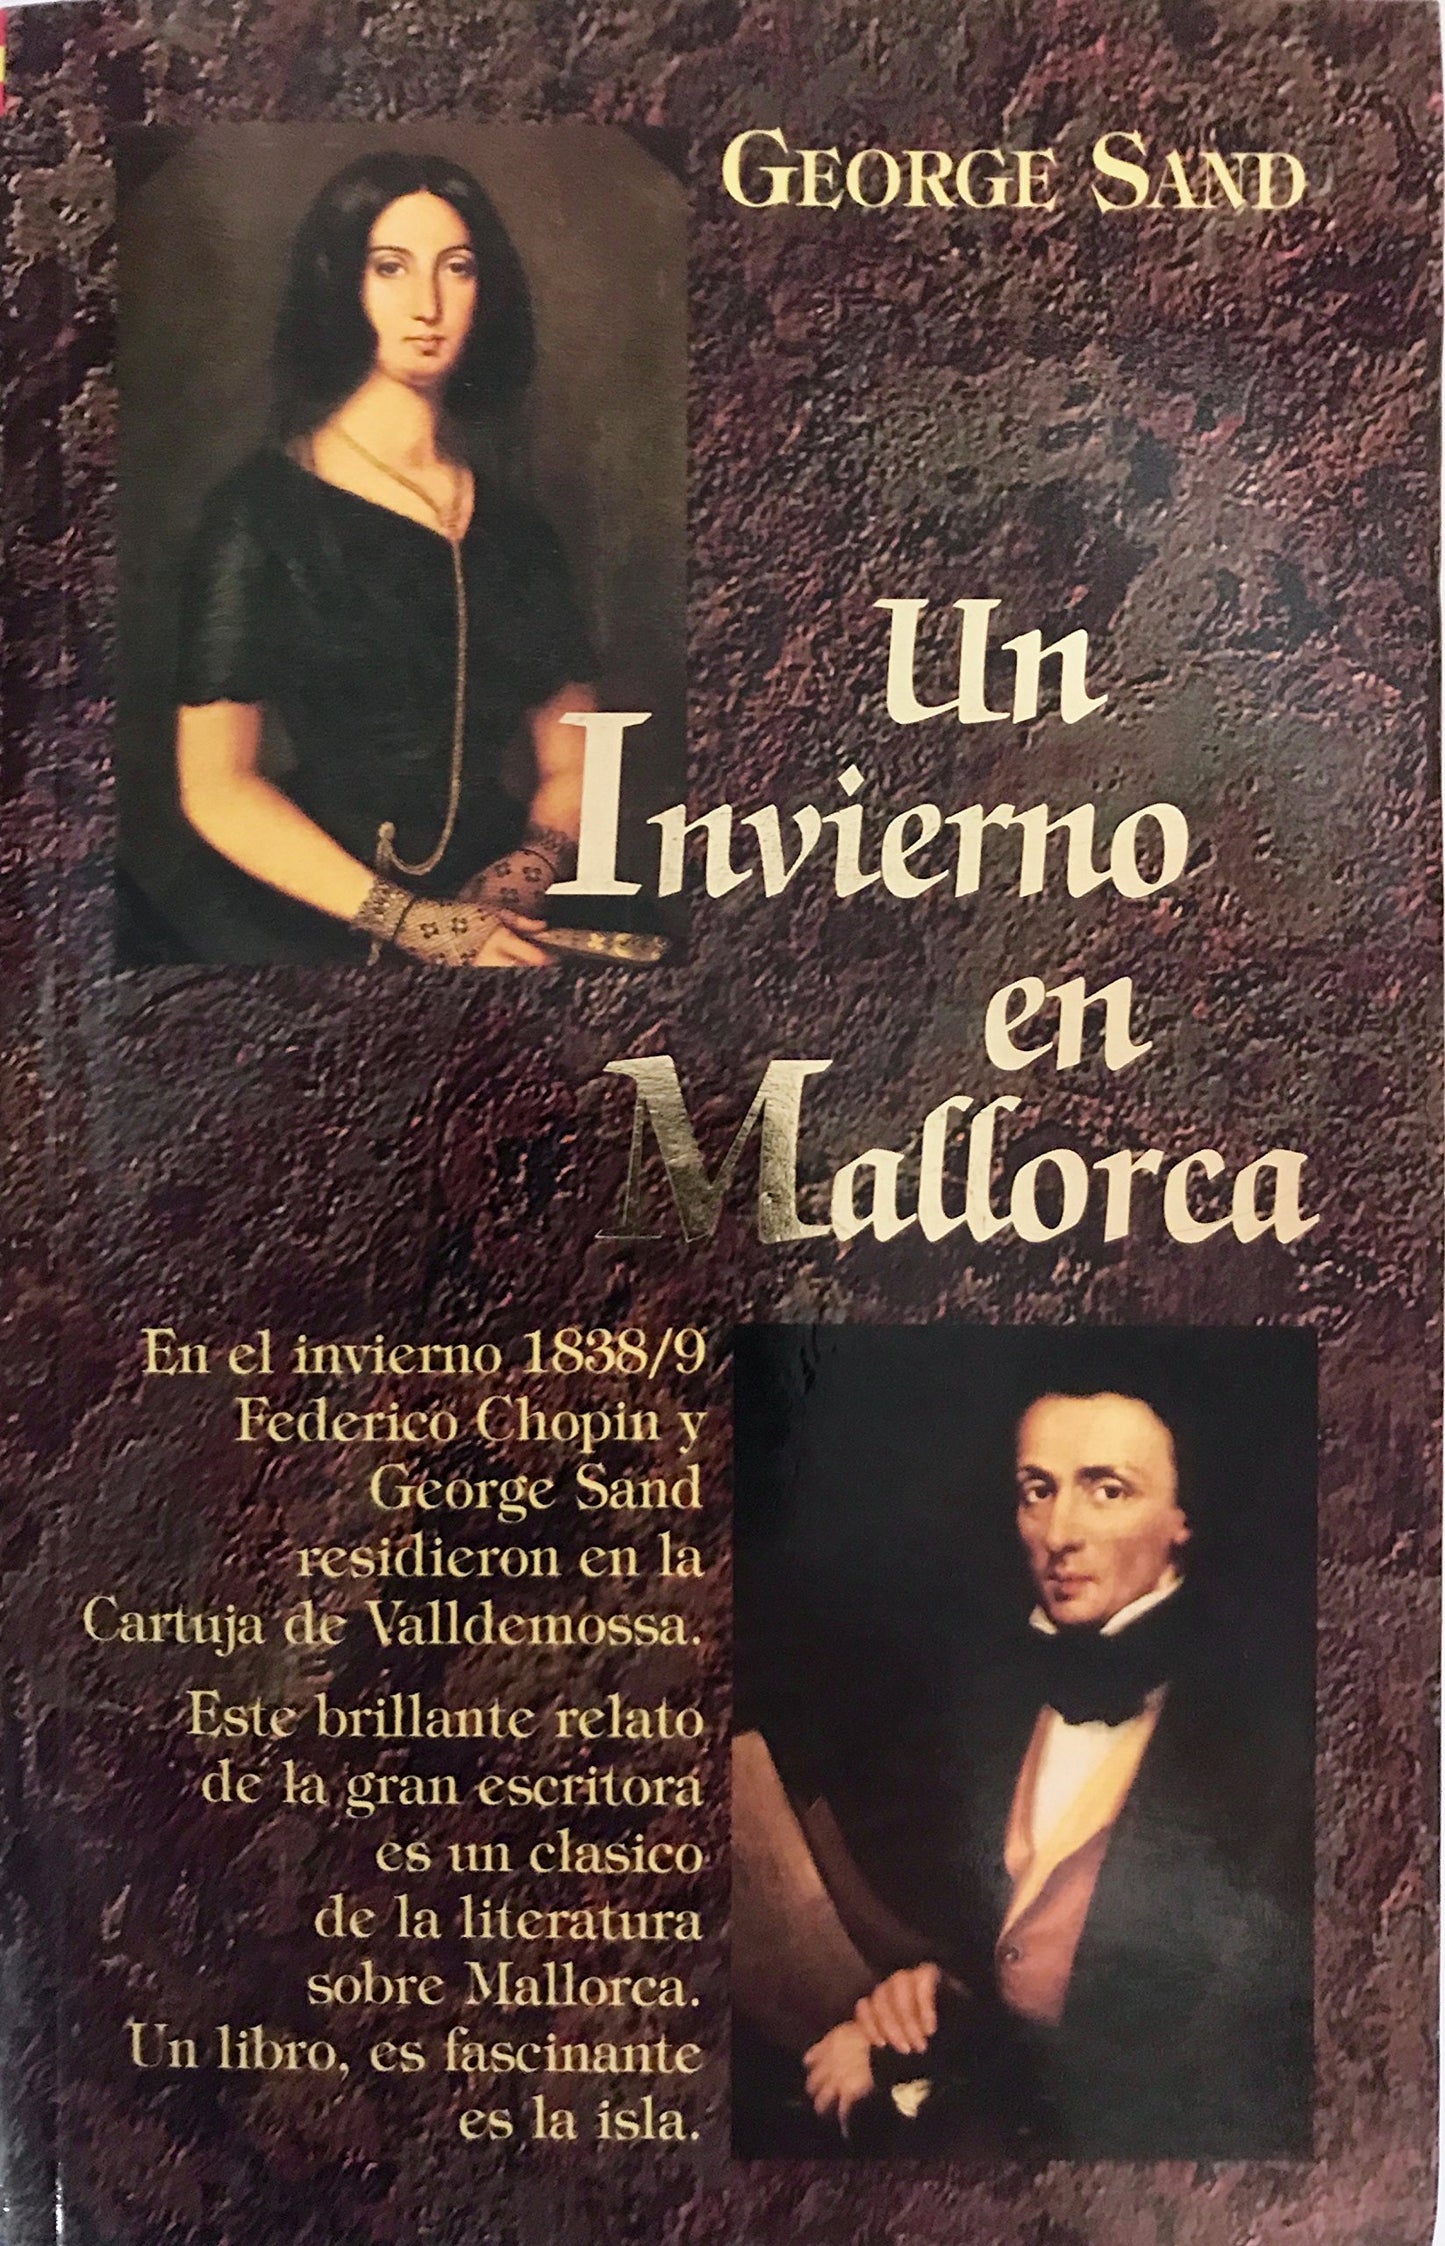 GEORGE SAND
Un
Invierno
en
Mallorca
En el invierno 1838/9
Federico Chopin y
George Sand
residieron en la
Cartuja de Valldemossa.
Este brillante relato
de la gran escritora
es un clasico
de la literatura
sobre Mallorca.
Un libro, es fascinante
es la isla.